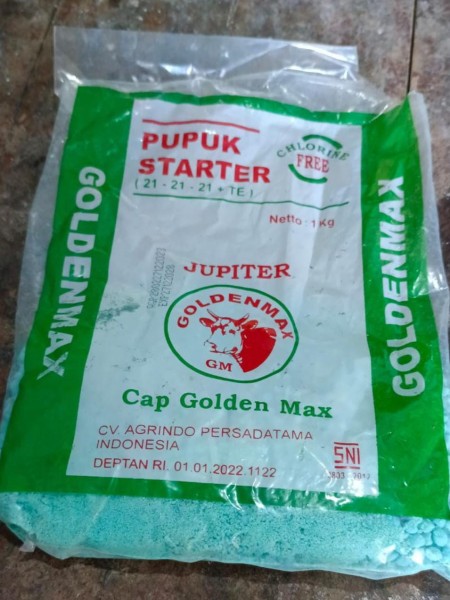 PUPUK
STARTER
( 21 - 21 - 21 + TE )
CHLORINE
FREE
Netto - 1 Kg
GOLDENMAX
GOLDENMAX
JUPITER
GOLDENMAX
GM
Cap Golden Max
CV. AGRINDO PERSADATAMA
INDONESIA
DEPTAN RI. 01.01.2022.1122
SNI